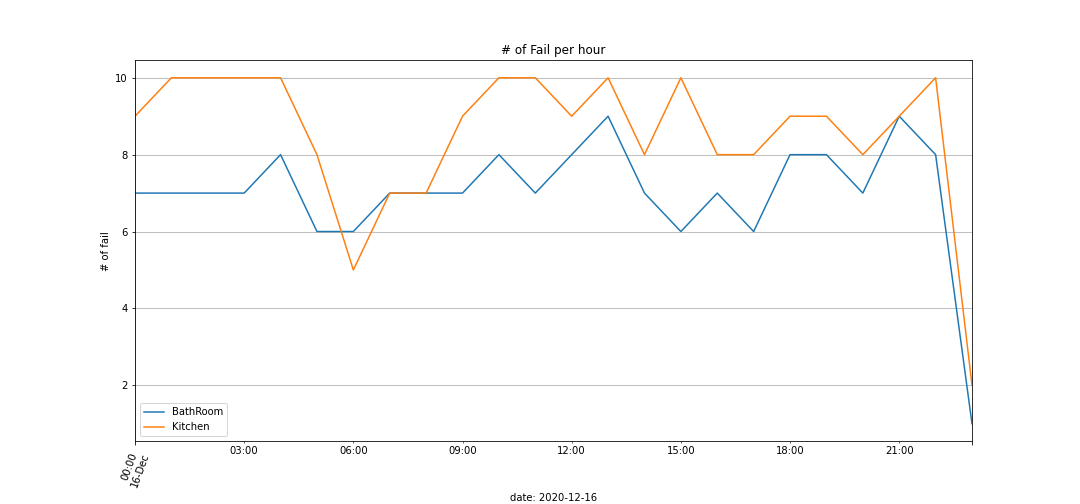 # of Fail per hour
10
8
6
4
2
# of fail
BathRoom
Kitchen
00:00
16-Dec
03:00
06:00
09:00
12:00
15:00
18:00
21:00
date: 2020-12-16